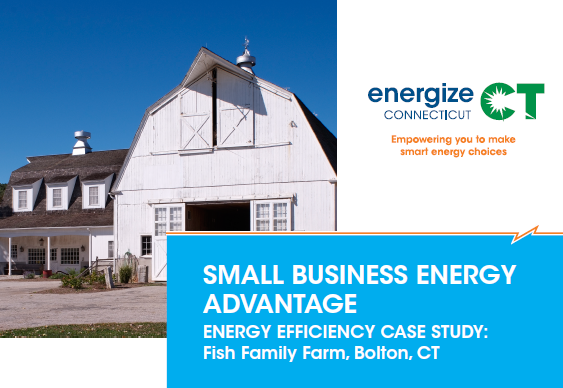 energize CT
CONNECTICUT
Empowering you to make
smart energy choices
SMALL BUSINESS ENERGY
ADVANTAGE
ENERGY EFFICIENCY CASE STUDY:
Fish Family Farm, Bolton, CT